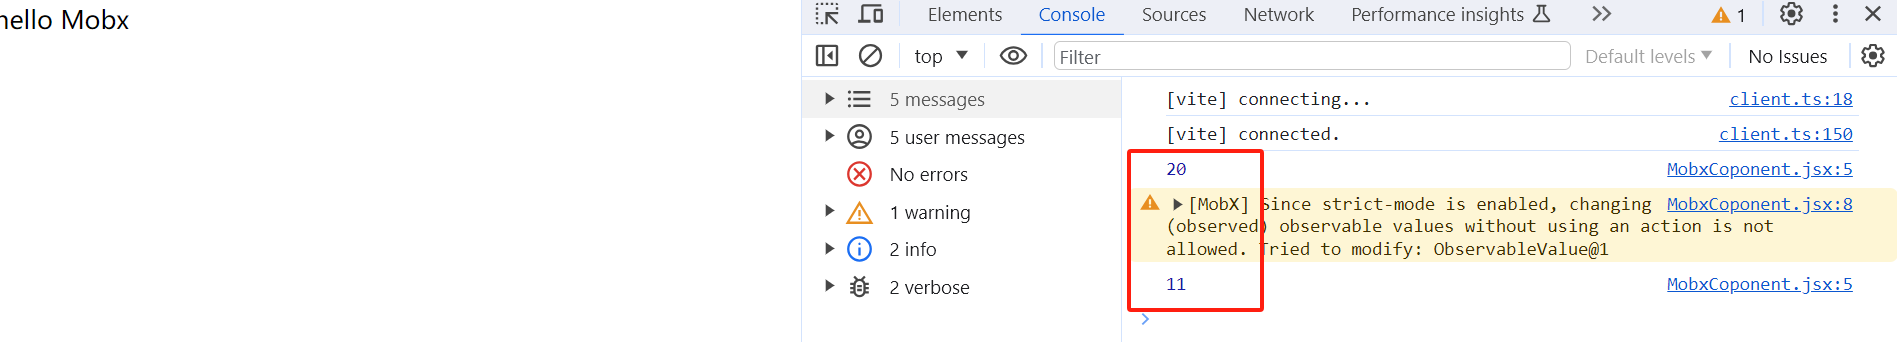 hello Mobx
Elements Console Sources Network Performance insights 1
top Filter Default levels No Issues
5 messages
5 user messages
No errors
1 warning
2 info
2 verbose
[vite] connecting... client.ts:18
[vite] connected. client.ts:150
20 MobxCoponent.jsx:5
[MobX] Since strict-mode is enabled, changing MobxCoponent.jsx:8
(observed) observable values without using an action is not
allowed. Tried to modify: ObservableValue@1
11 MobxCoponent.jsx:5